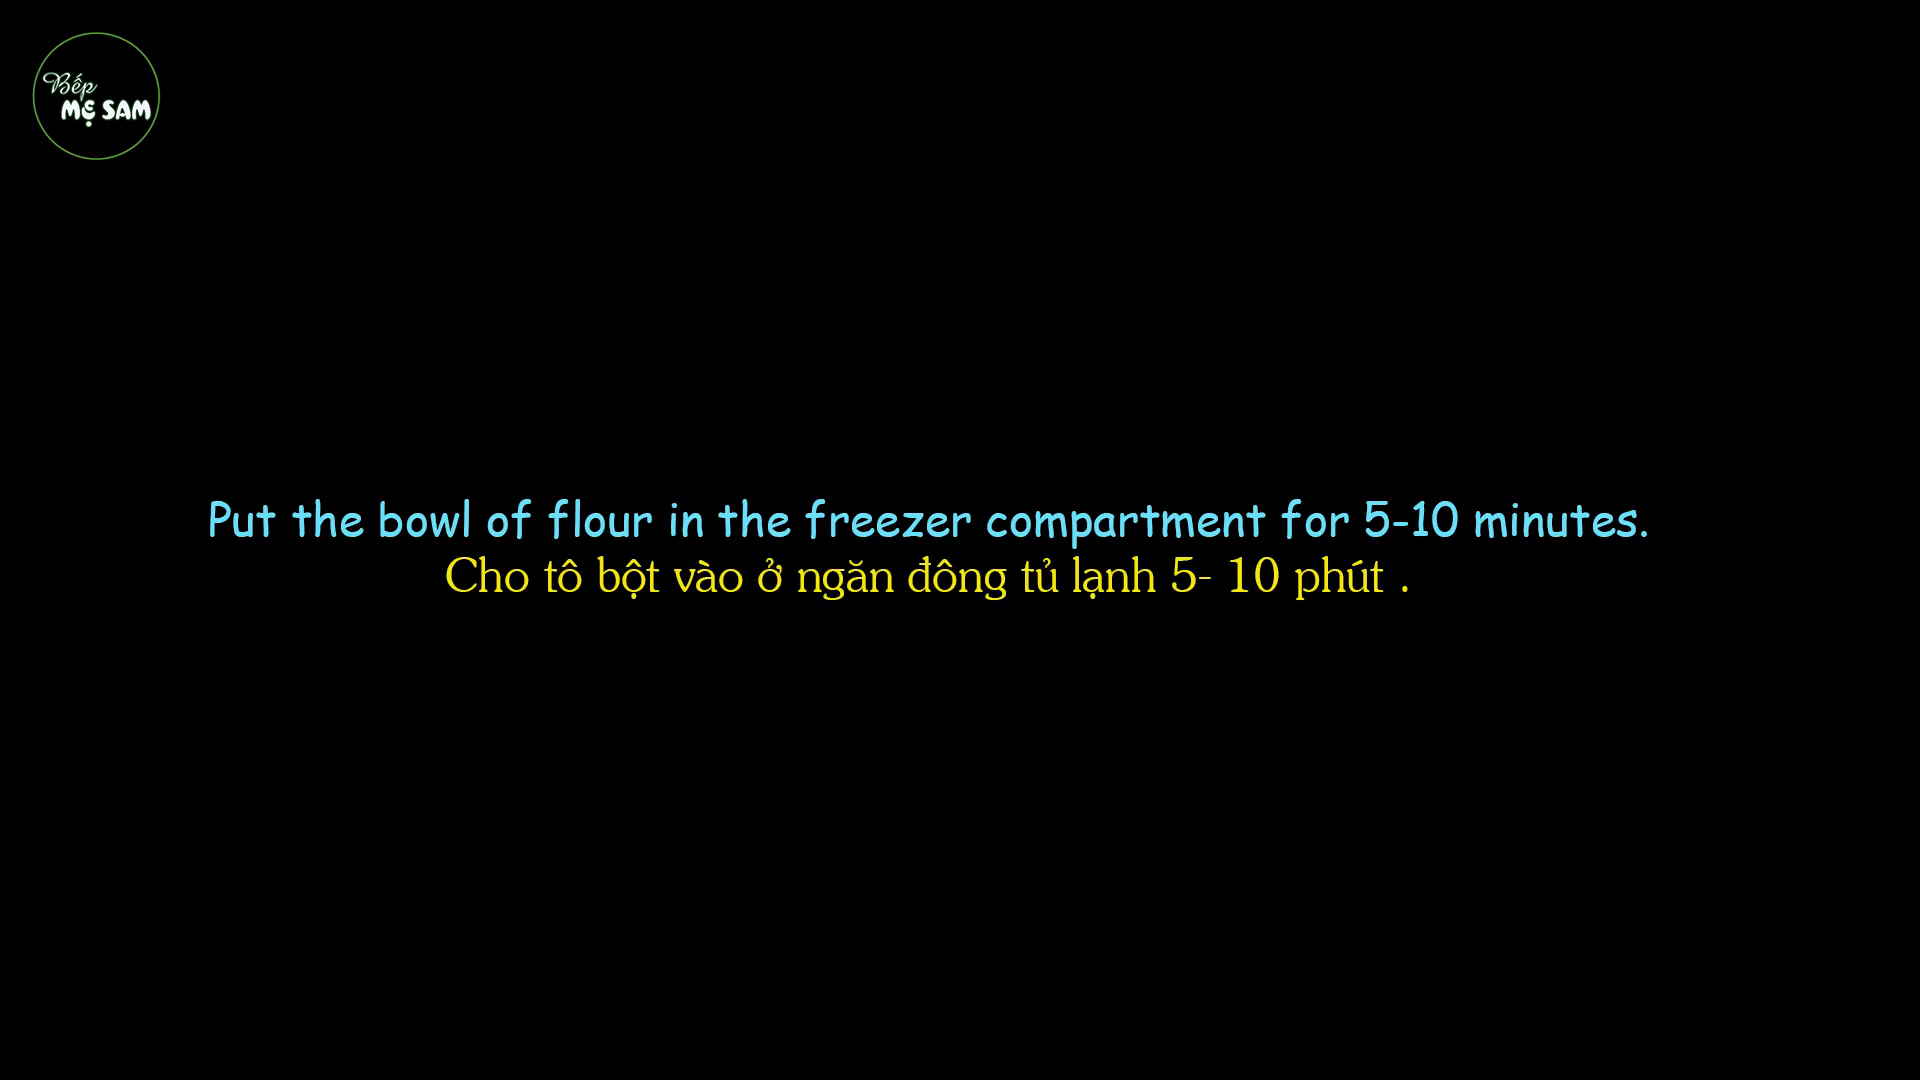 Bếp
MẸ SAM
Put the bowl of flour in the freezer compartment for 5-10 minutes.
Cho tô bột vào ở ngăn đông tủ lạnh 5- 10 phút .